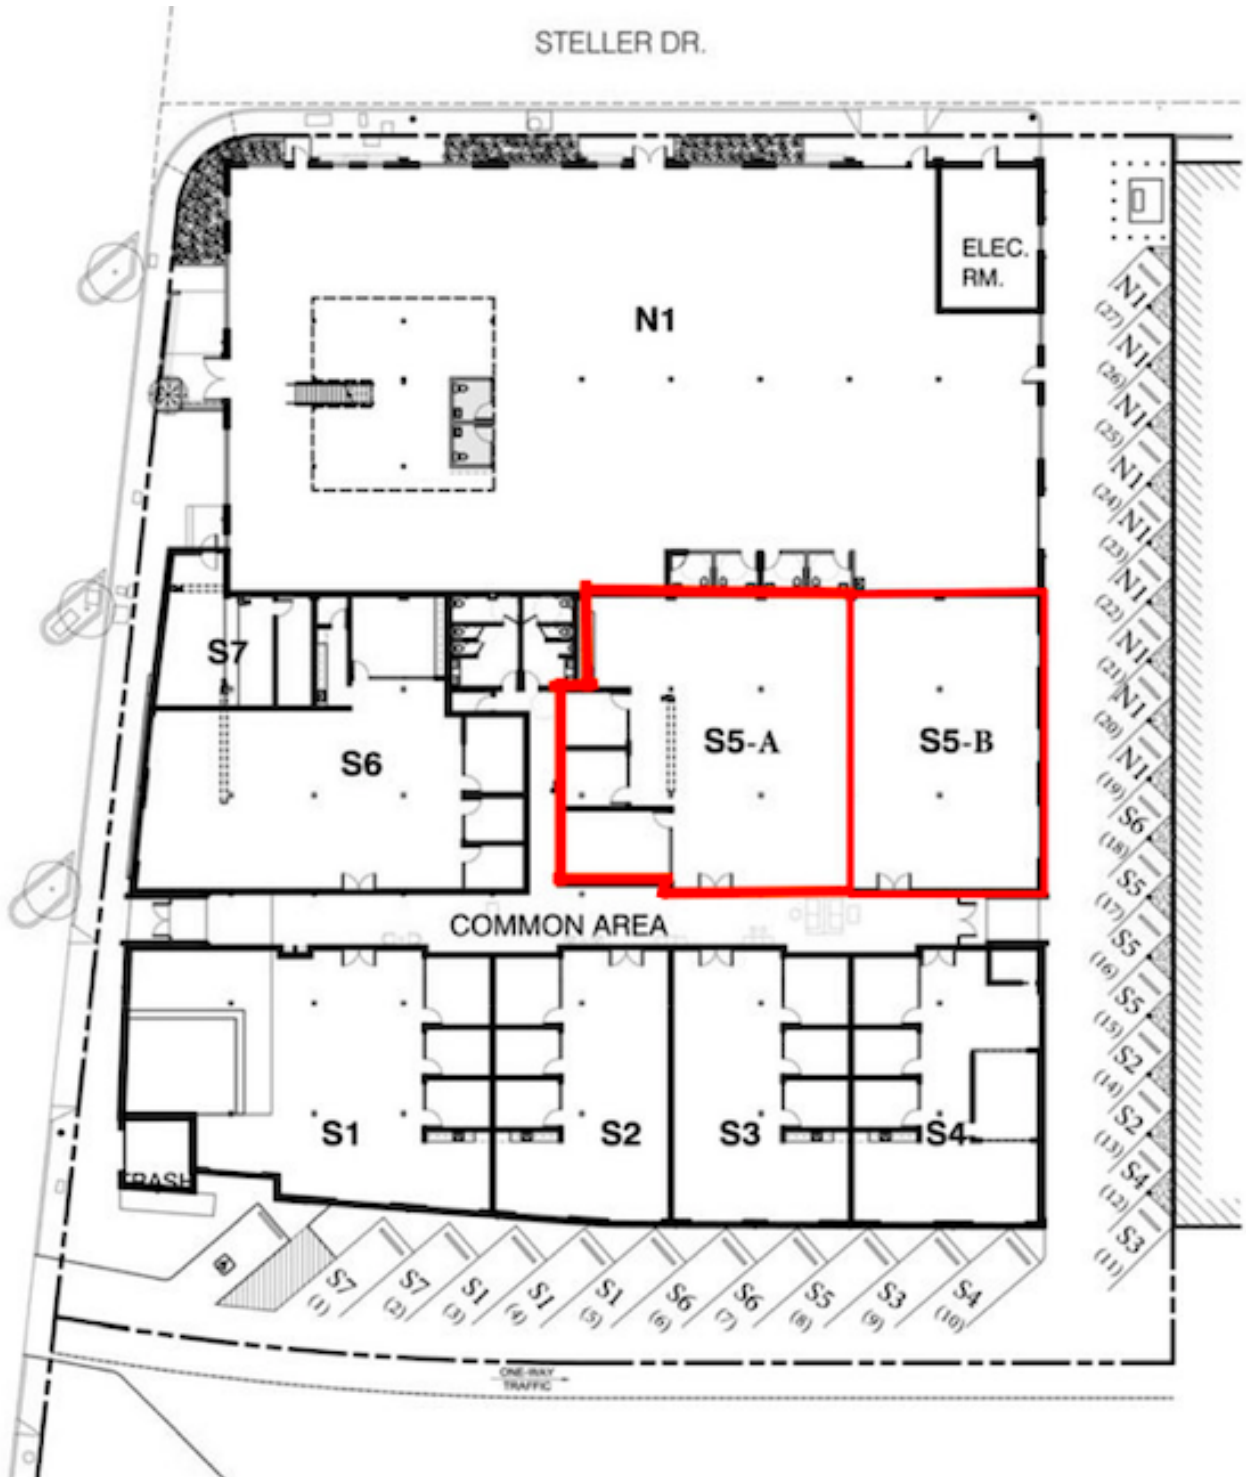 STELLER DR.
ELEC.
RM.
N1
N1
(27)
N1
(26)
N1
(25)
N1
(24)
N1
(23)
N1
(22)
N1
(21)
N1
(20)
N1
(19)
S6
(18)
S5
(17)
S5
(16)
S5
(15)
S2
(14)
S2
(13)
S4
(12)
S3
(11)
S7
S6
S5-A
S5-B
COMMON AREA
S1
S2
S3
S4
TRASH
S7
(1)
S7
(2)
S1
(3)
S1
(4)
S1
(5)
S6
(6)
S6
(7)
S5
(8)
S3
(9)
S4
(10)
ONE-WAY
TRAFFIC